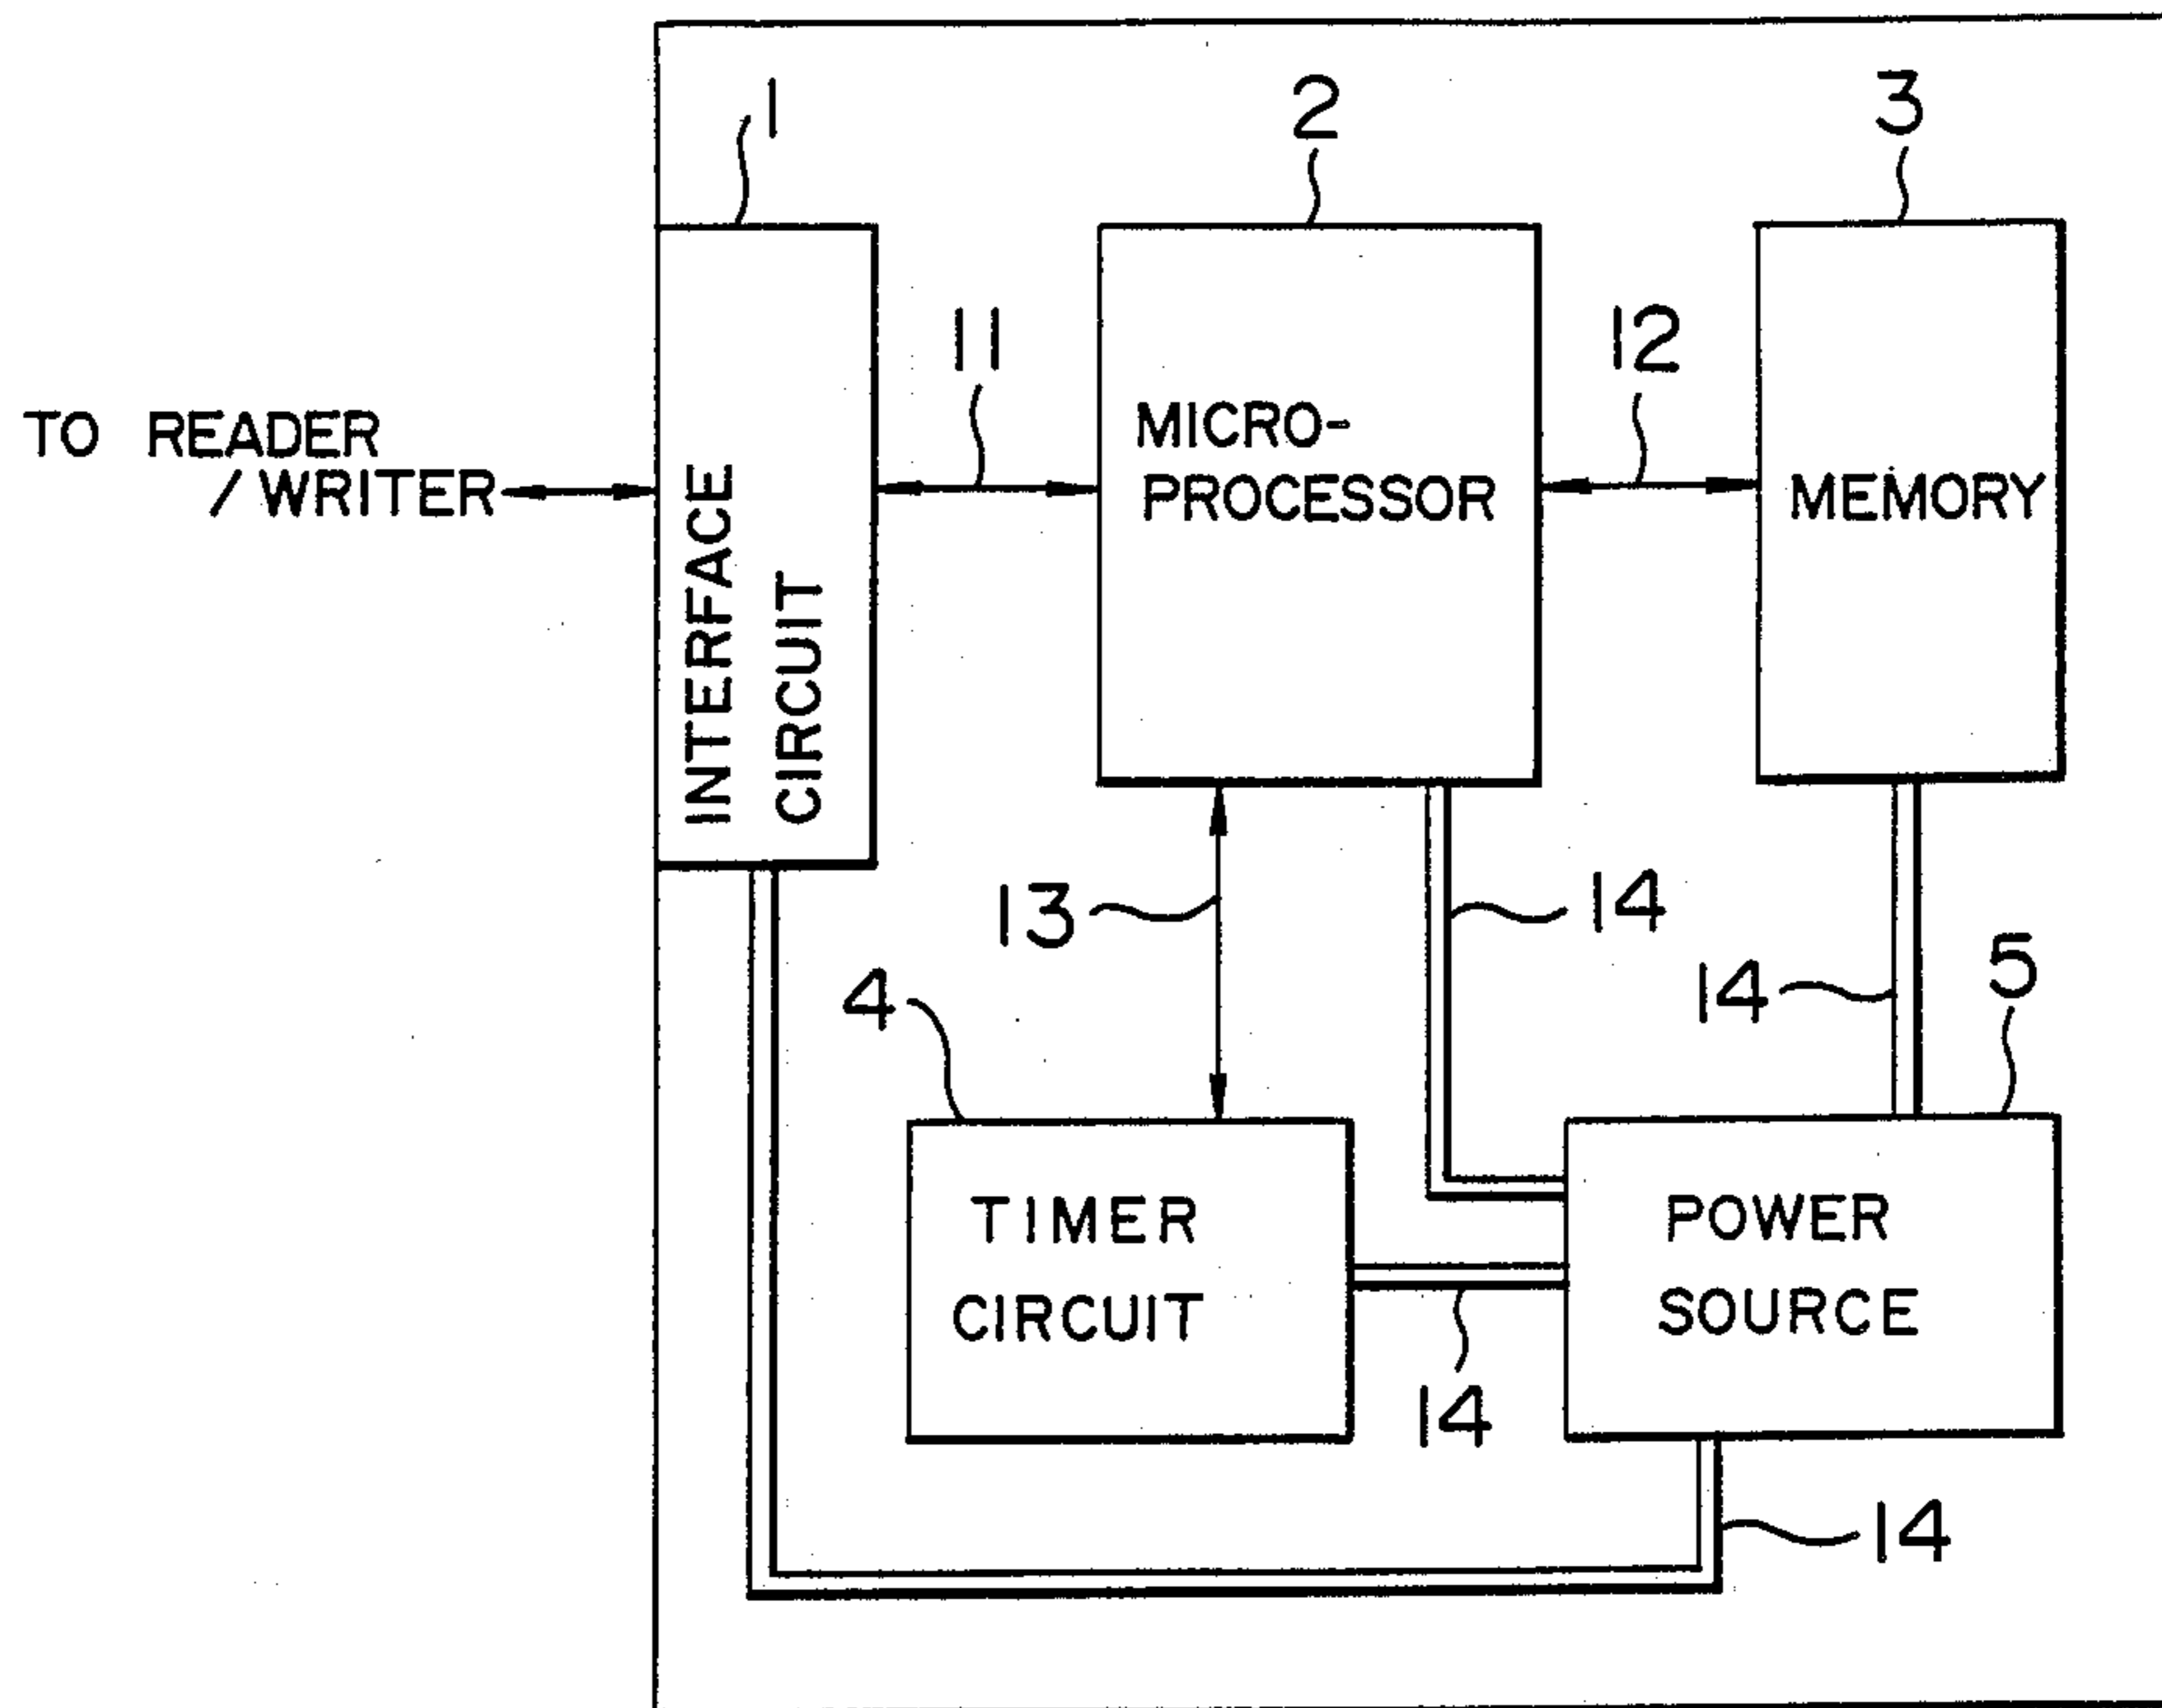 1
2
3
11
12
TO READER
/WRITER
INTERFACE
CIRCUIT
MICRO-
PROCESSOR
MEMORY
13
14
14
4
5
TIMER
CIRCUIT
POWER
SOURCE
14
14